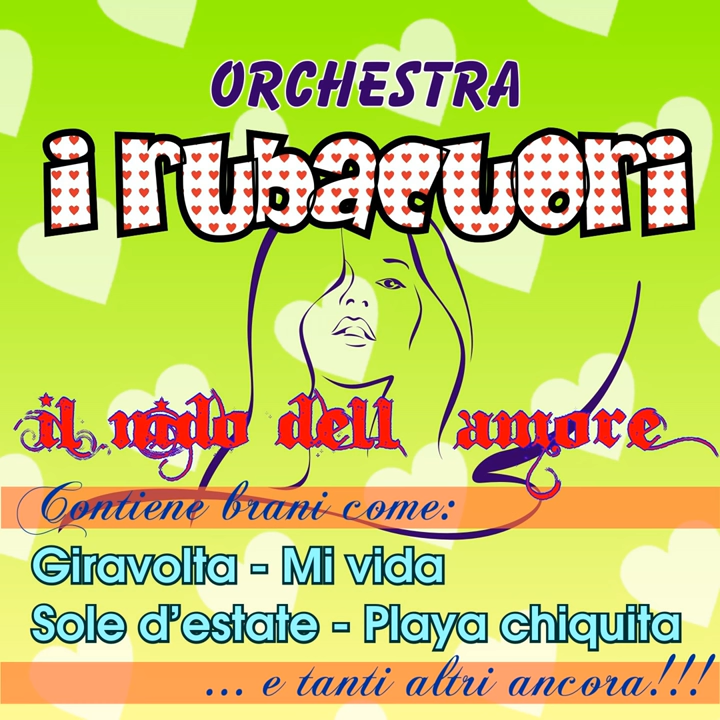 ORCHESTRA
i rubacuori
il nido dell amore
Contiene brani come:
Giravolta - Mi vida
Sole d'estate - Playa chiquita
... e tanti altri ancora!!!